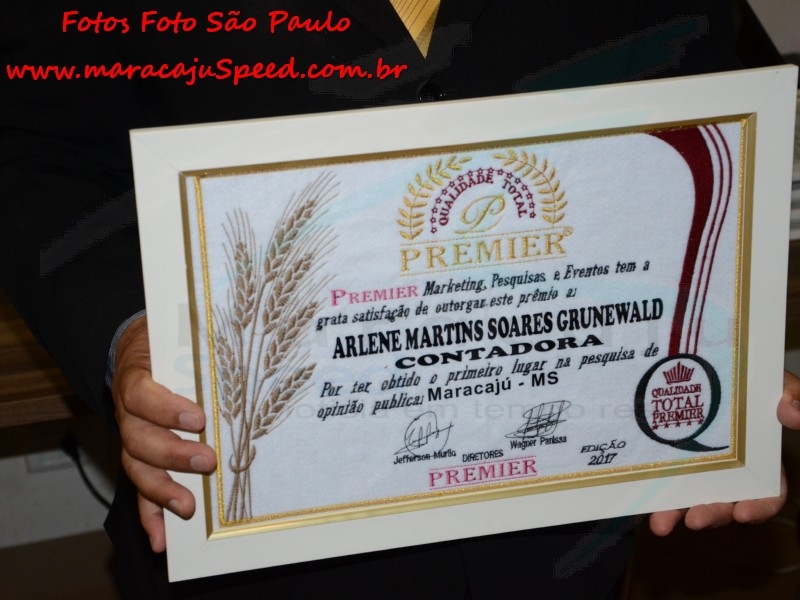 Fotos Foto São Paulo
www.maracajuSpeed.com.br
QUALIDADE TOTAL
P
PREMIER®
PREMIER Marketing, Pesquisas e Eventos tem a
grata satisfação de outorgar este prêmio a:
ARLENE MARTINS SOARES GRUNEWALD
CONTADORA
Por ter obtido o primeiro lugar na pesquisa de
opinião publica: Maracajú - MS
Jefferson Murilo DIRETORES Wagner Parissa
PREMIER
EDIÇÃO
2017
QUALIDADE
TOTAL
PREMIER